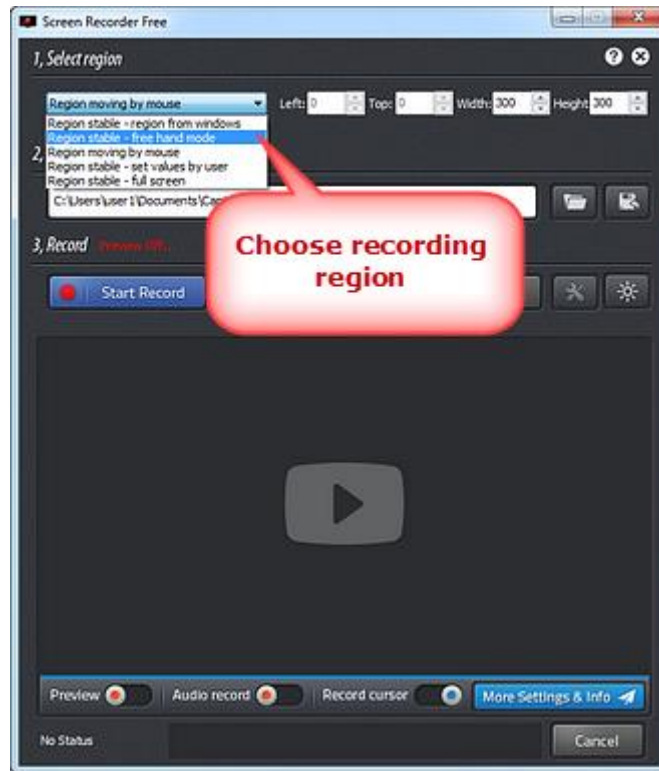 Screen Recorder Free
1, Select region
Region moving by mouse Left: 0 Top: 0 Width: 300 Height 300
Region stable - region from windows
Region stable - free hand mode
2,
Region moving by mouse
Region stable - set values by user
Region stable - full screen
C:\Users\user1\Documents\Cap
3, Record Preview Off...
Choose recording
region
Start Record
Preview Audio record Record cursor More Settings & Info
No Status Cancel